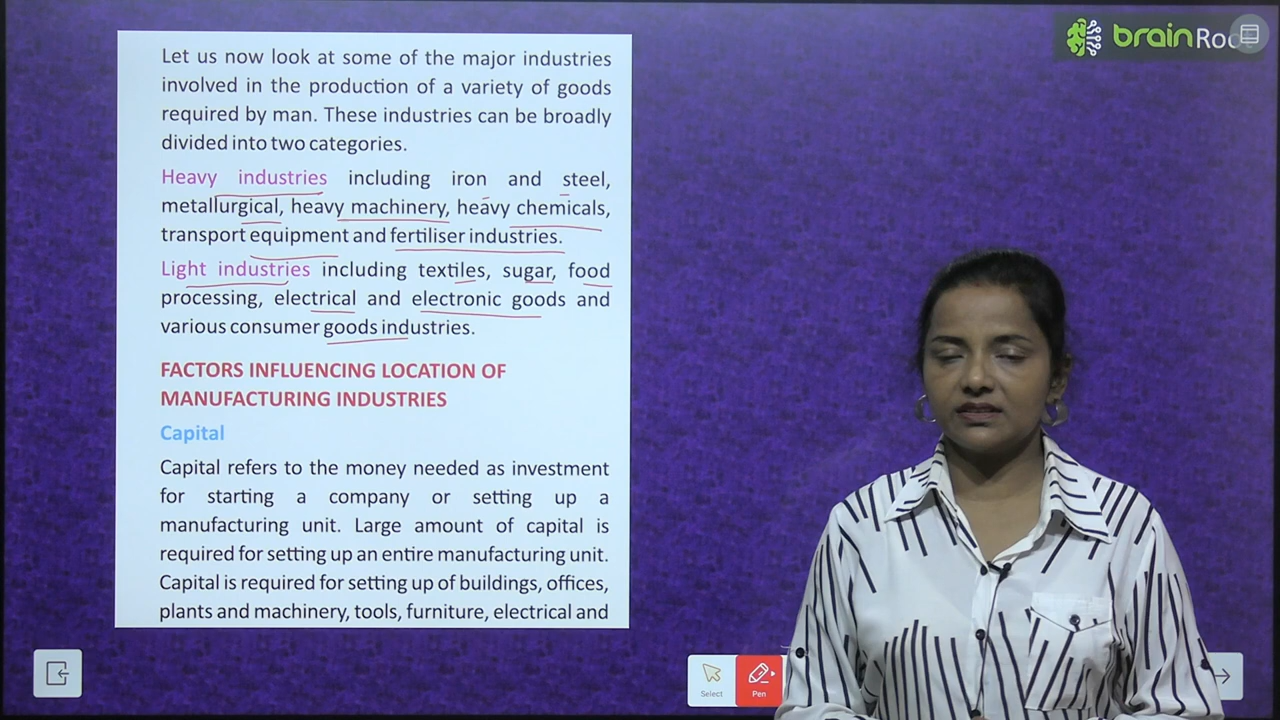 Let us now look at some of the major industries
involved in the production of a variety of goods
required by man. These industries can be broadly
divided into two categories.
Heavy industries including iron and steel,
metallurgical, heavy machinery, heavy chemicals,
transport equipment and fertiliser industries.
Light industries including textiles, sugar, food
processing, electrical and electronic goods and
various consumer goods industries.
FACTORS INFLUENCING LOCATION OF
MANUFACTURING INDUSTRIES
Capital
Capital refers to the money needed as investment
for starting a company or setting up a
manufacturing unit. Large amount of capital is
required for setting up an entire manufacturing unit.
Capital is required for setting up of buildings, offices,
plants and machinery, tools, furniture, electrical and
brain
Select
Pen